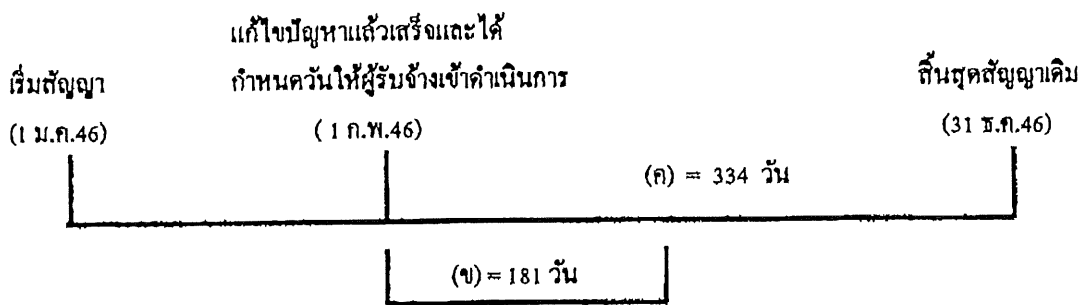 แก้ไขปัญหาแล้วเสร็จและได้
เริ่มสัญญา กำหนดวันให้ผู้รับจ้างเข้าดำเนินการ สิ้นสุดสัญญาเดิม
(1 ม.ค.46) ( 1 ก.พ.46) (31 ธ.ค.46)
(ค) = 334 วัน
(ข) = 181 วัน